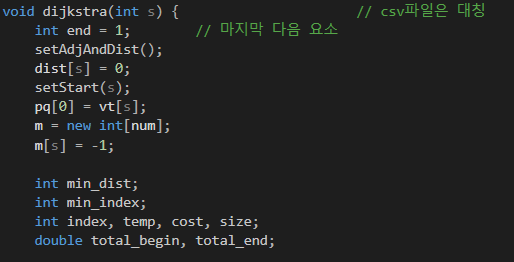 void dijkstra(int s) { // csv파일은 대칭
int end = 1; // 마지막 다음 요소
setAdjAndDist();
dist[s] = 0;
setStart(s);
pq[0] = vt[s];
m = new int[num];
m[s] = -1;
int min_dist;
int min_index;
int index, temp, cost, size;
double total_begin, total_end;